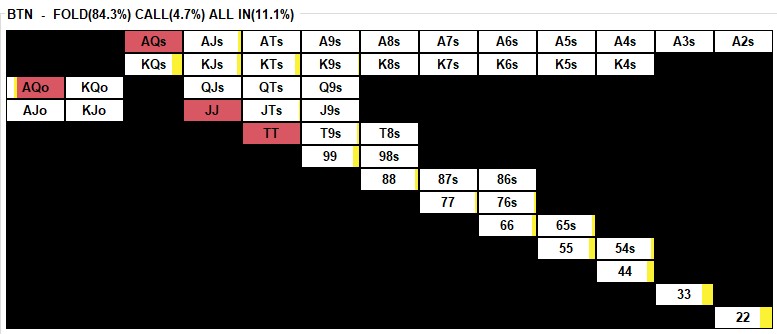 BTN - FOLD(84.3%) CALL(4.7%) ALL IN(11.1%)
AQs AJs ATs A9s A8s A7s A6s A5s A4s A3s A2s
KQs KJs KTs K9s K8s K7s K6s K5s K4s
AQo KQo QJs QTs Q9s
AJo KJo JJ JTs J9s
TT T9s T8s
99 98s
88 87s 86s
77 76s
66 65s
55 54s
44
33
22